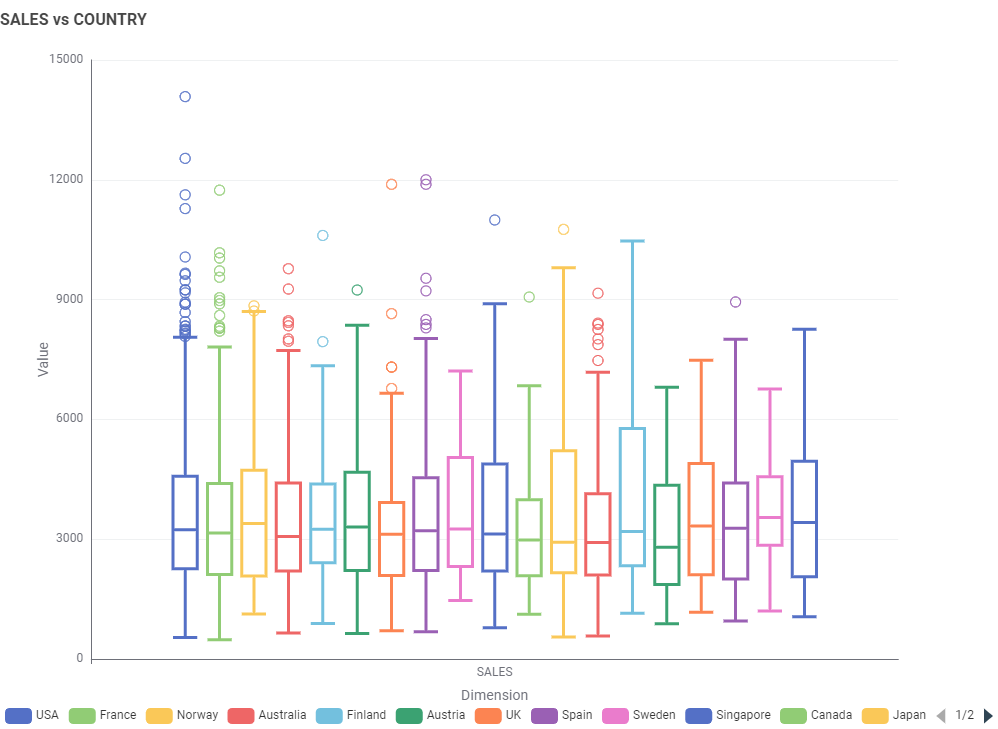 SALES vs COUNTRY
15000
12000
9000
6000
3000
0
Value
SALES
Dimension
USA France Norway Australia Finland Austria UK Spain Sweden Singapore Canada Japan 1/2